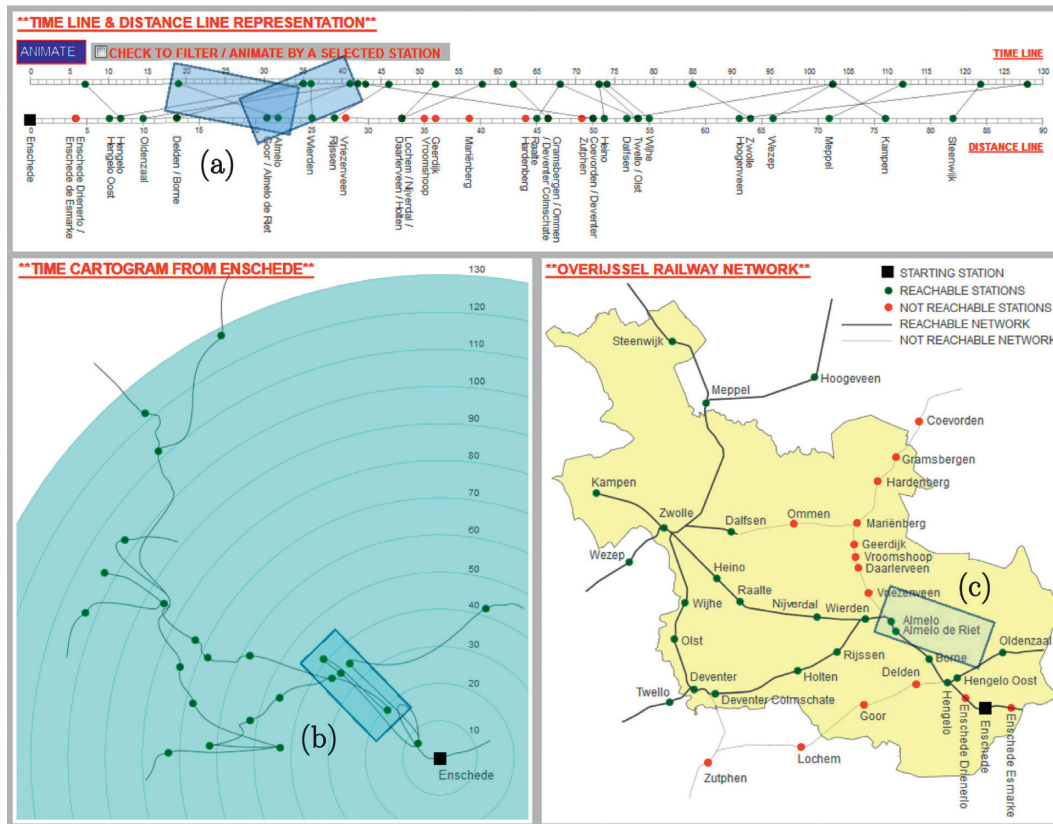 **TIME LINE & DISTANCE LINE REPRESENTATION**
ANIMATE
CHECK TO FILTER / ANIMATE BY A SELECTED STATION
TIME LINE
0 5 10 15 20 25 30 35 40 45 50 55 60 65 70 75 80 85 90 95 100 105 110 115 120 125 130
0 5 10 15 20 25 30 35 40 45 50 55 60 65 70 75 80 85 90
DISTANCE LINE
Enschede
Enschede Drienerlo /
Enschede de Esmarke
Hengelo
Hengelo Oost
Oldenzaal
Delden / Borne
Almelo
Goor / Almelo de Riet
Wierden
Rijssen
Vriezenveen
Lochem / Nijverdal /
Daarlerveen / Holten
Geerdijk
Vroomshoop
Mariënberg
Hardenberg
Raalte
Gramsbergen / Ommen
/ Deventer Colmschate
Zutphen
Coevorden / Deventer
Heino
Dalfsen
Twello / Olst
Wijhe
Zwolle
Hoogenveen
Wezep
Meppel
Kampen
Steenwijk
(a)
**TIME CARTOGRAM FROM ENSCHEDE**
130
120
110
100
90
80
70
60
50
40
30
20
10
Enschede
(b)
**OVERIJSSEL RAILWAY NETWORK**
STARTING STATION
REACHABLE STATIONS
NOT REACHABLE STATIONS
REACHABLE NETWORK
NOT REACHABLE NETWORK
Steenwijk
Meppel
Hoogeveen
Coevorden
Gramsbergen
Hardenberg
Kampen
Zwolle
Dalfsen
Ommen
Mariënberg
Geerdijk
Vroomshoop
Daarlerveen
Wezep
Heino
Raalte
Vriezenveen
(c)
Wijhe
Nijverdal
Wierden
Almelo
Almelo de Riet
Olst
Rijssen
Borne
Oldenzaal
Deventer
Holten
Delden
Hengelo Oost
Twello
Deventer Colmschate
Hengelo
Goor
Enschede Drienerlo
Enschede
Enschede Esmarke
Lochem
Zutphen